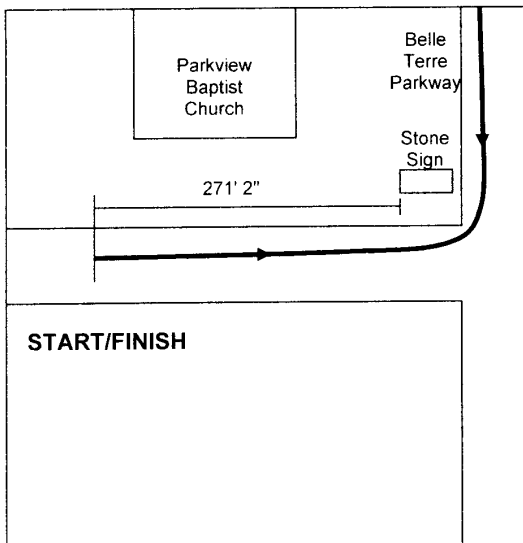 Belle
Terre
Parkway
Parkview
Baptist
Church
Stone
Sign
271' 2"
START/FINISH